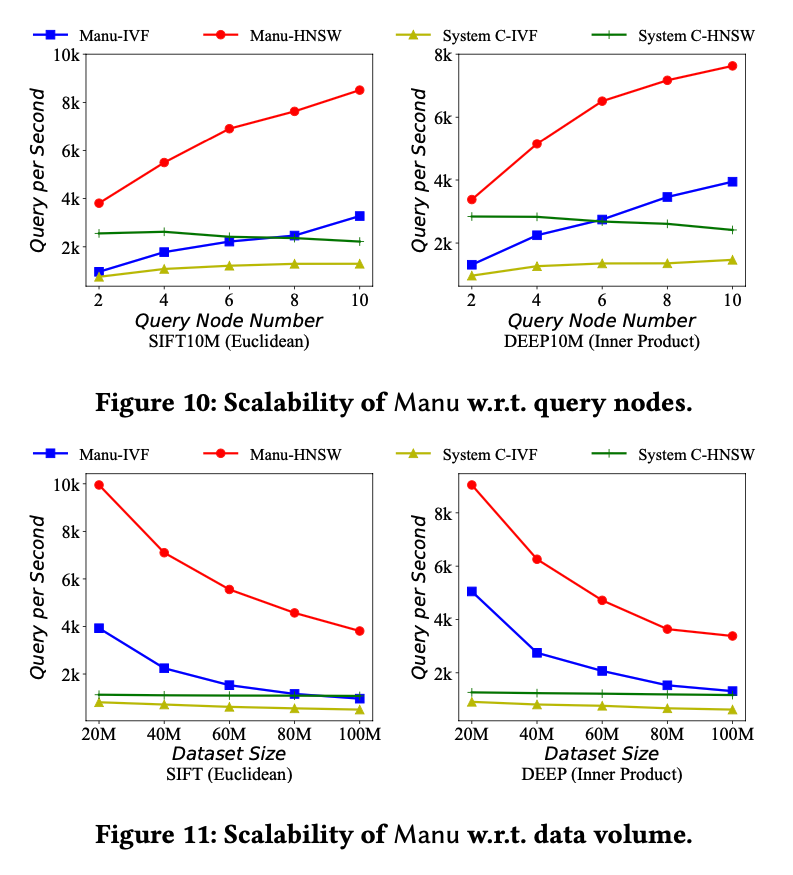 Manu-IVF Manu-HNSW System C-IVF System C-HNSW
10k
8k
6k
4k
2k
Query per Second
2 4 6 8 10
Query Node Number
SIFT10M (Euclidean)
8k
6k
4k
2k
Query per Second
2 4 6 8 10
Query Node Number
DEEP10M (Inner Product)
Figure 10: Scalability of Manu w.r.t. query nodes.
Manu-IVF Manu-HNSW System C-IVF System C-HNSW
10k
8k
6k
4k
2k
Query per Second
20M 40M 60M 80M 100M
Dataset Size
SIFT (Euclidean)
8k
6k
4k
2k
Query per Second
20M 40M 60M 80M 100M
Dataset Size
DEEP (Inner Product)
Figure 11: Scalability of Manu w.r.t. data volume.